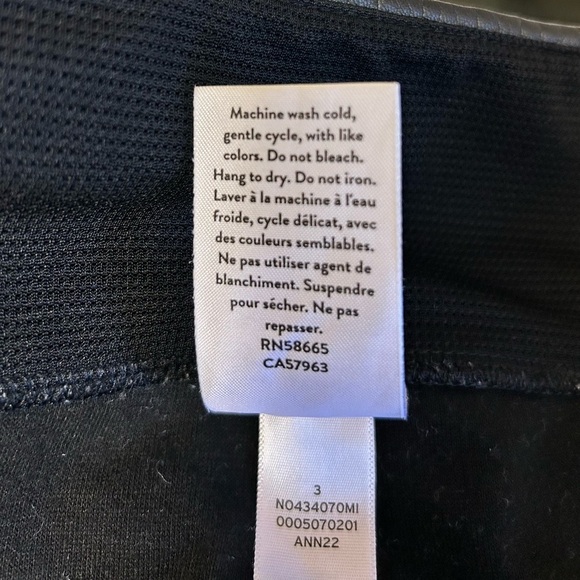 Machine wash cold,
gentle cycle, with like
colors. Do not bleach.
Hang to dry. Do not iron.
Laver à la machine à l'eau
froide, cycle délicat, avec
des couleurs semblables.
Ne pas utiliser agent de
blanchiment. Suspendre
pour sécher. Ne pas
repasser.
RN58665
CA57963
3
N0434070MI
0005070201
ANN22